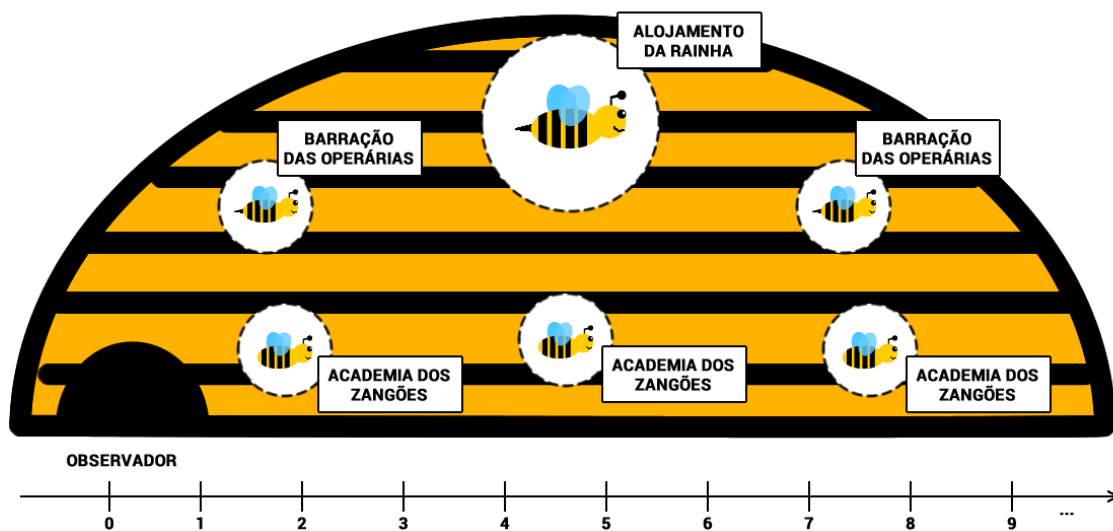 ALOJAMENTO
DA RAINHA
BARRAÇÃO
DAS OPERÁRIAS
BARRAÇÃO
DAS OPERÁRIAS
ACADEMIA DOS
ZANGÕES
ACADEMIA DOS
ZANGÕES
ACADEMIA DOS
ZANGÕES
OBSERVADOR
0 1 2 3 4 5 6 7 8 9 ...